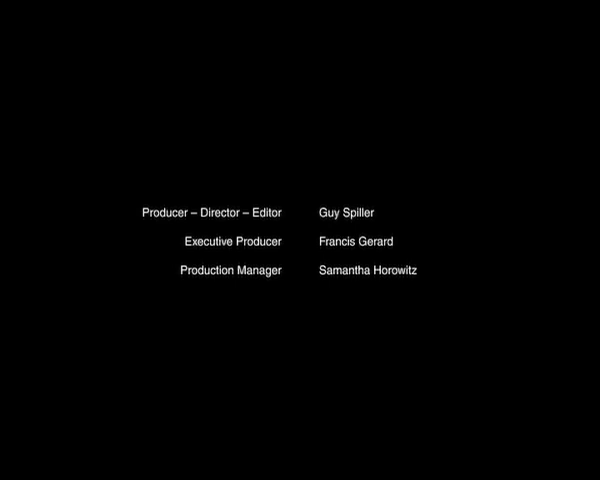 Producer – Director – Editor Guy Spiller
Executive Producer Francis Gerard
Production Manager Samantha Horowitz